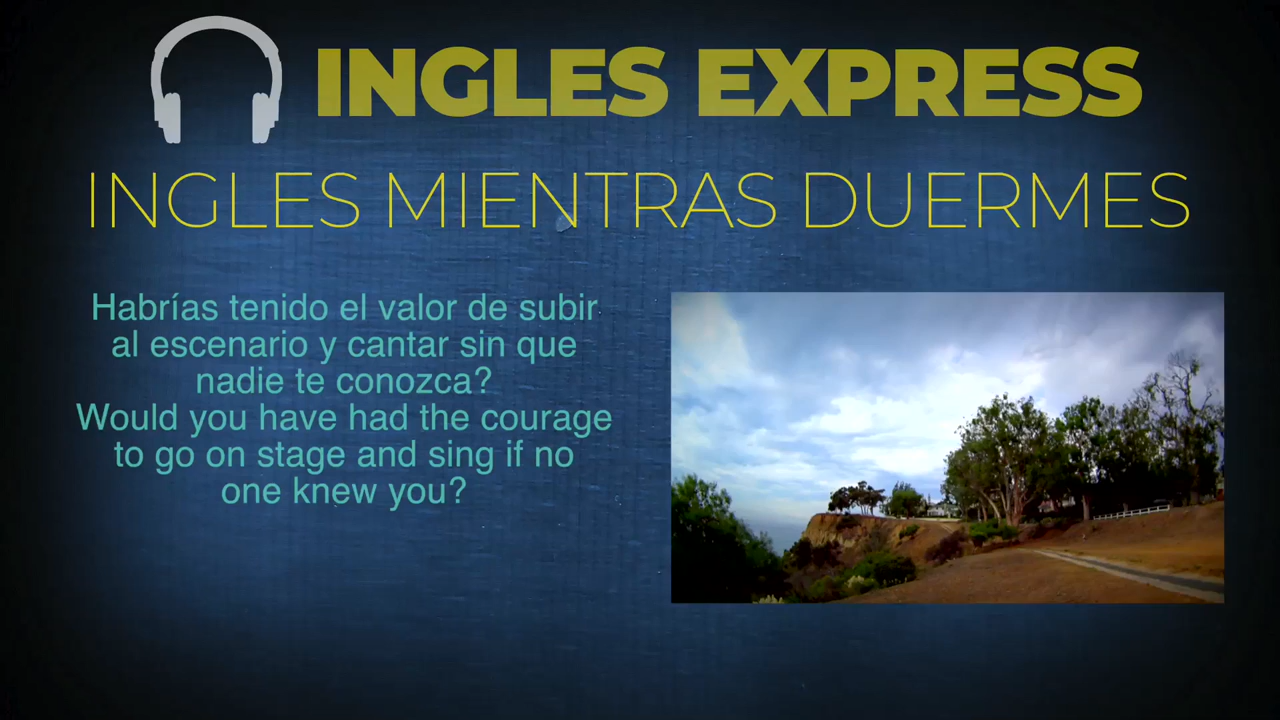 INGLES EXPRESS
INGLES MIENTRAS DUERMES
Habrías tenido el valor de subir
al escenario y cantar sin que
nadie te conozca?
Would you have had the courage
to go on stage and sing if no
one knew you?